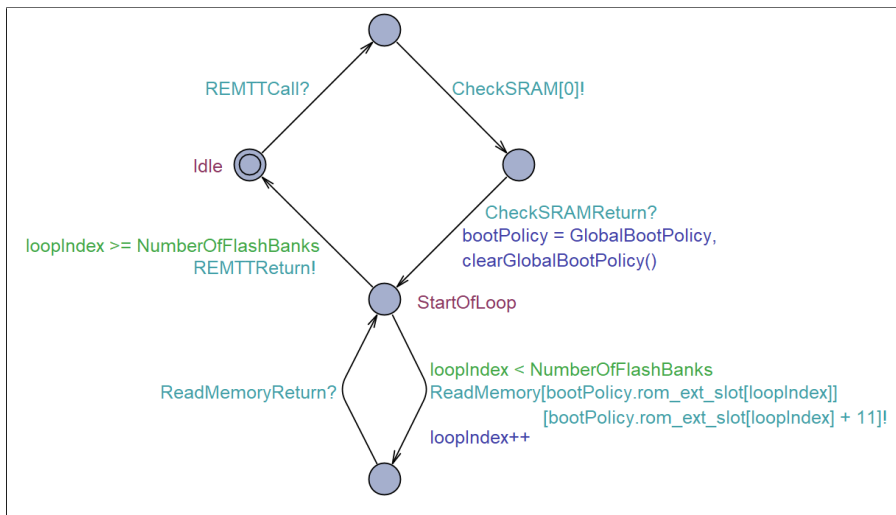 REMTTCall?
CheckSRAM[0]!
Idle
CheckSRAMReturn?
bootPolicy = GlobalBootPolicy,
clearGlobalBootPolicy()
loopIndex >= NumberOfFlashBanks
REMTTReturn!
StartOfLoop
loopIndex < NumberOfFlashBanks
ReadMemoryReturn?
ReadMemory[bootPolicy.rom_ext_slot[loopIndex]]
[bootPolicy.rom_ext_slot[loopIndex] + 11]!
loopIndex++